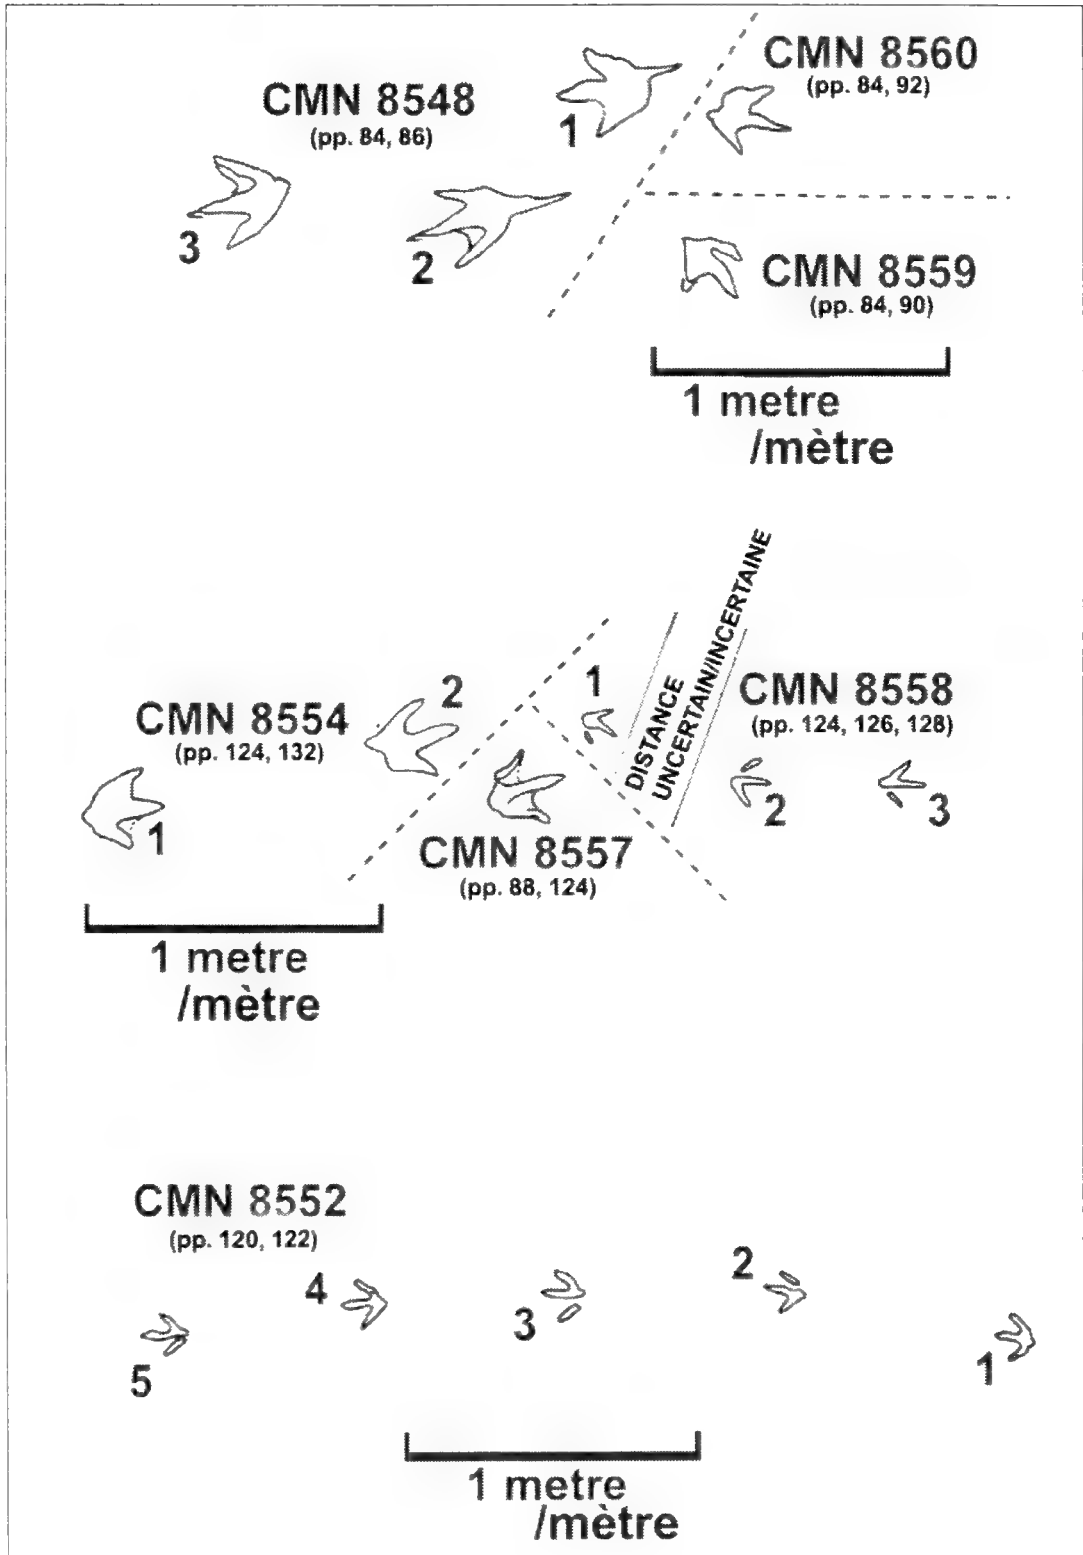 CMN 8560
(pp. 84, 92)
CMN 8548
(pp. 84, 86)
1
3
2
CMN 8559
(pp. 84, 90)
1 metre
/mètre
DISTANCE
UNCERTAIN/INCERTAINE
1
2
CMN 8558
(pp. 124, 126, 128)
CMN 8554
(pp. 124, 132)
2
3
1
CMN 8557
(pp. 88, 124)
1 metre
/mètre
CMN 8552
(pp. 120, 122)
2
4
3
1
5
1 metre
/mètre